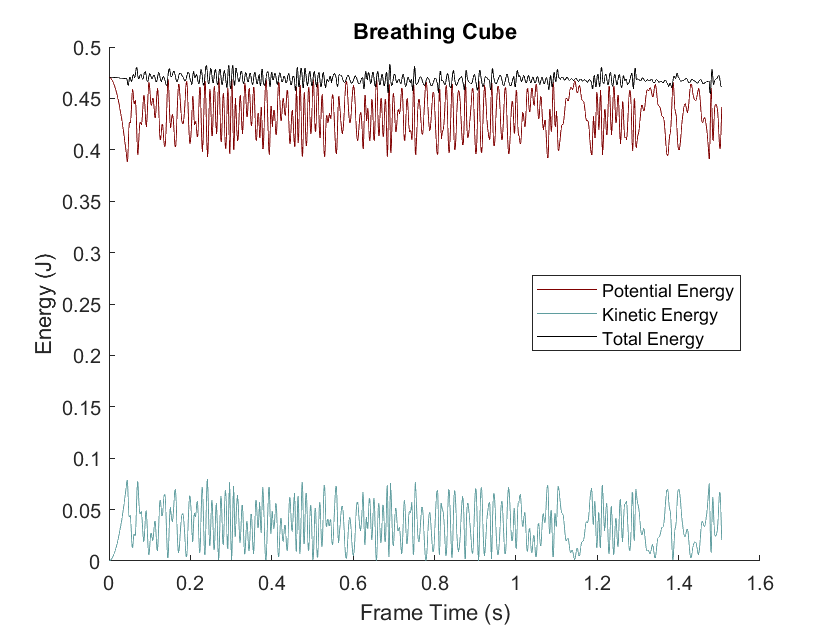 Breathing Cube
0.5
0.45
0.4
0.35
0.3
0.25
0.2
0.15
0.1
0.05
0
Energy (J)
Potential Energy
Kinetic Energy
Total Energy
0 0.2 0.4 0.6 0.8 1 1.2 1.4 1.6
Frame Time (s)